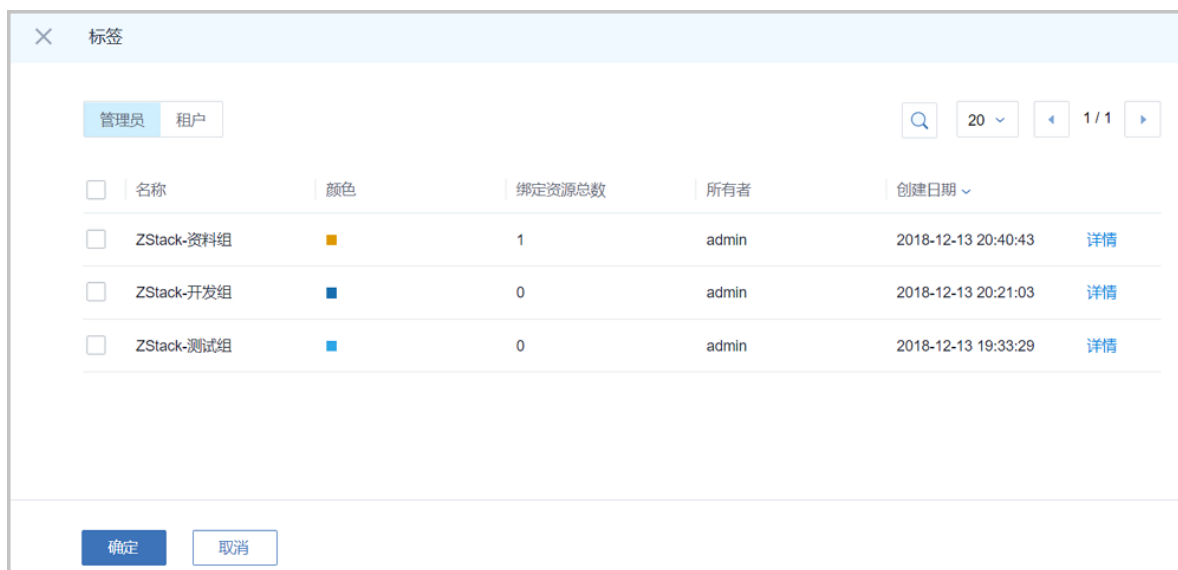 标签
管理员 租户 20 1 / 1
名称 颜色 绑定资源总数 所有者 创建日期
ZStack-资料组 1 admin 2018-12-13 20:40:43 详情
ZStack-开发组 0 admin 2018-12-13 20:21:03 详情
ZStack-测试组 0 admin 2018-12-13 19:33:29 详情
确定 取消